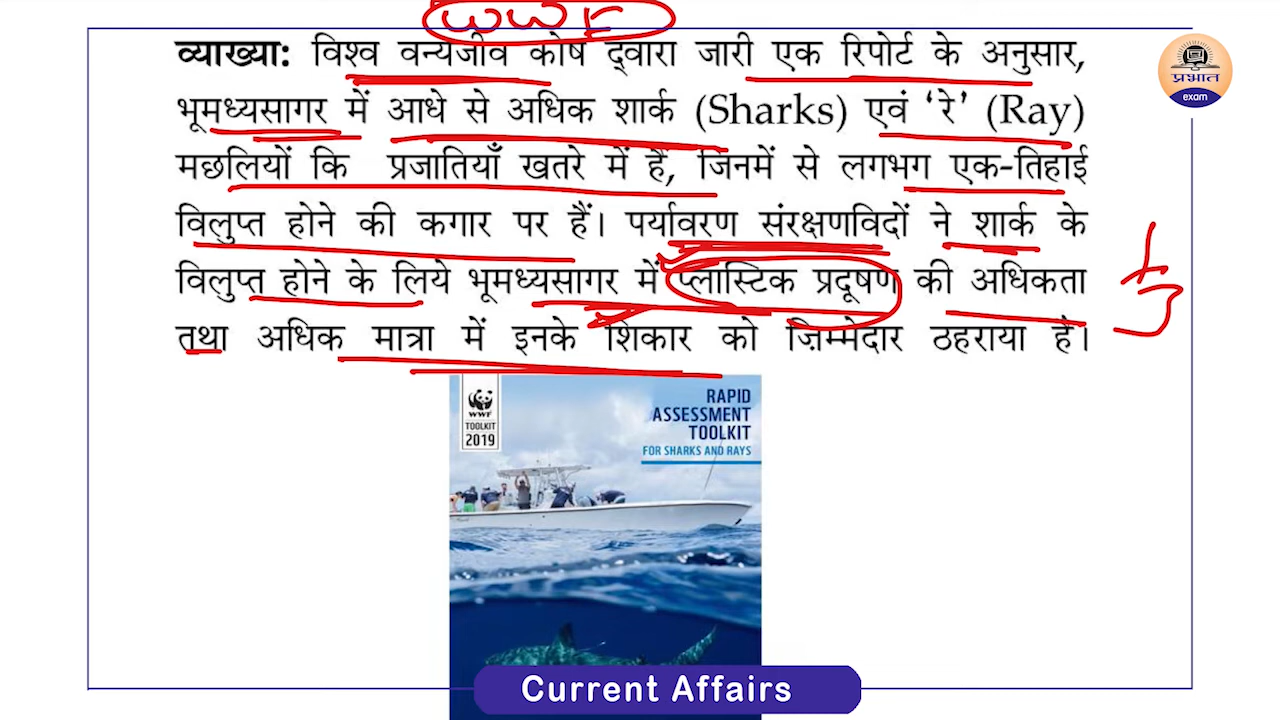 WWF
व्याख्या: विश्व वन्यजीव कोष द्वारा जारी एक रिपोर्ट के अनुसार,
भूमध्यसागर में आधे से अधिक शार्क (Sharks) एवं ‘रे’ (Ray)
मछलियों कि प्रजातियाँ खतरे में हैं, जिनमें से लगभग एक-तिहाई
विलुप्त होने की कगार पर हैं। पर्यावरण संरक्षणविदों ने शार्क के
विलुप्त होने के लिये भूमध्यसागर में प्लास्टिक प्रदूषण की अधिकता
तथा अधिक मात्रा में इनके शिकार को ज़िम्मेदार ठहराया है।
1/3
प्रभात
exam
WWF
TOOLKIT
2019
RAPID
ASSESSMENT
TOOLKIT
FOR SHARKS AND RAYS
Current Affairs